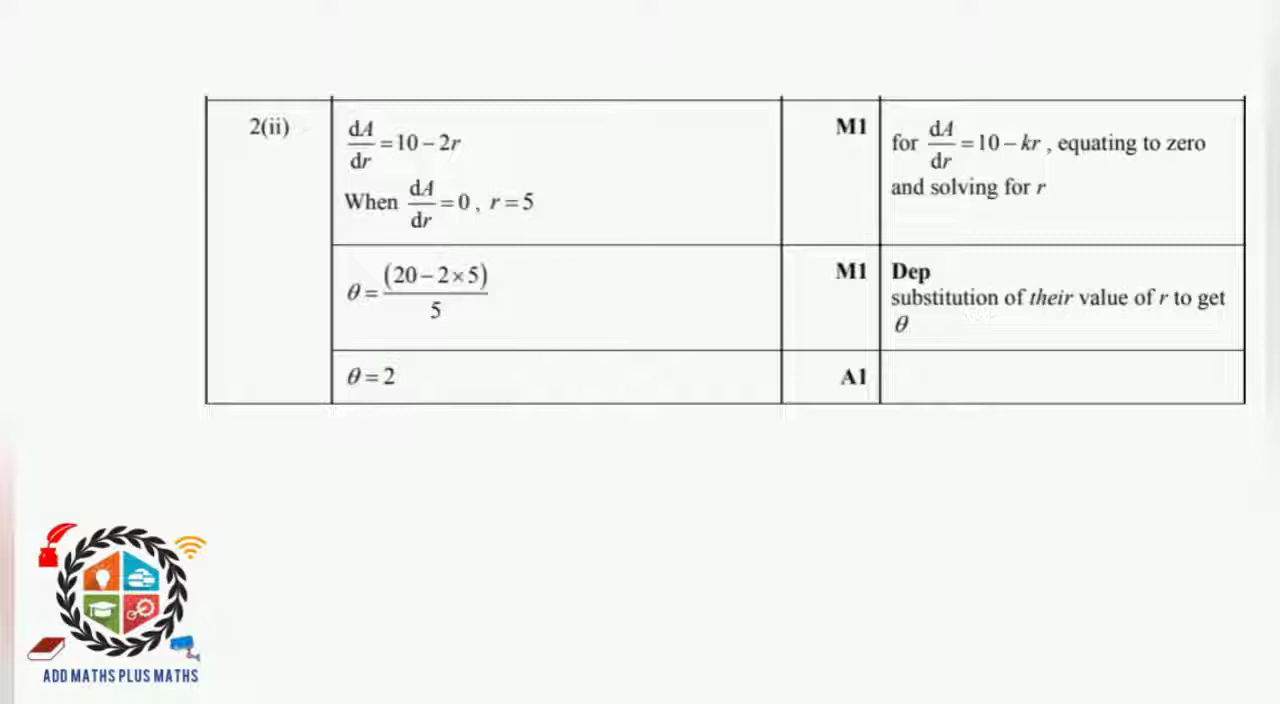 2(ii)
dA/dr = 10 − 2r
When dA/dr = 0 , r = 5
M1
for dA/dr = 10 − kr , equating to zero
and solving for r
θ = (20 − 2 × 5)/5
M1
Dep
substitution of their value of r to get
θ
θ = 2
A1
ADD MATHS PLUS MATHS